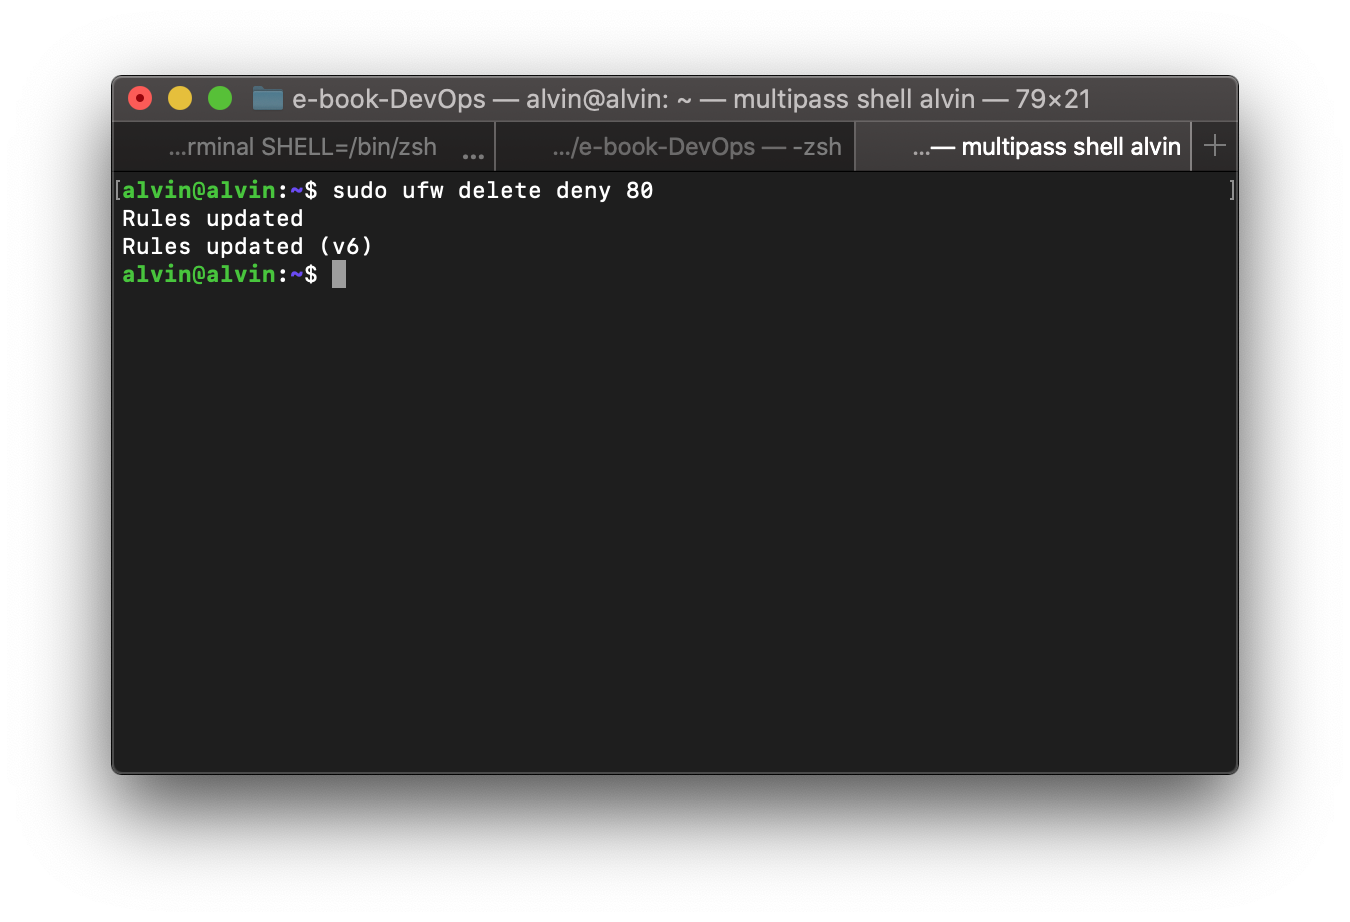 e-book-DevOps — alvin@alvin: ~ — multipass shell alvin — 79×21
...rminal SHELL=/bin/zsh ... .../e-book-DevOps — -zsh ...— multipass shell alvin +
[alvin@alvin:~$ sudo ufw delete deny 80 ]
Rules updated
Rules updated (v6)
alvin@alvin:~$